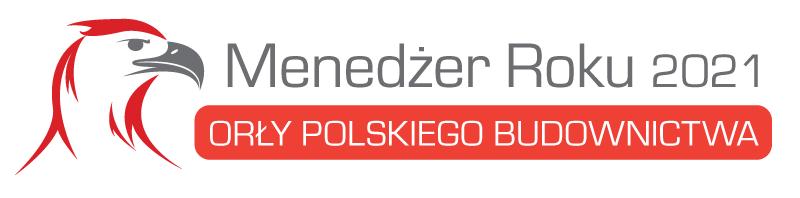 Menedżer Roku 2021
ORŁY POLSKIEGO BUDOWNICTWA